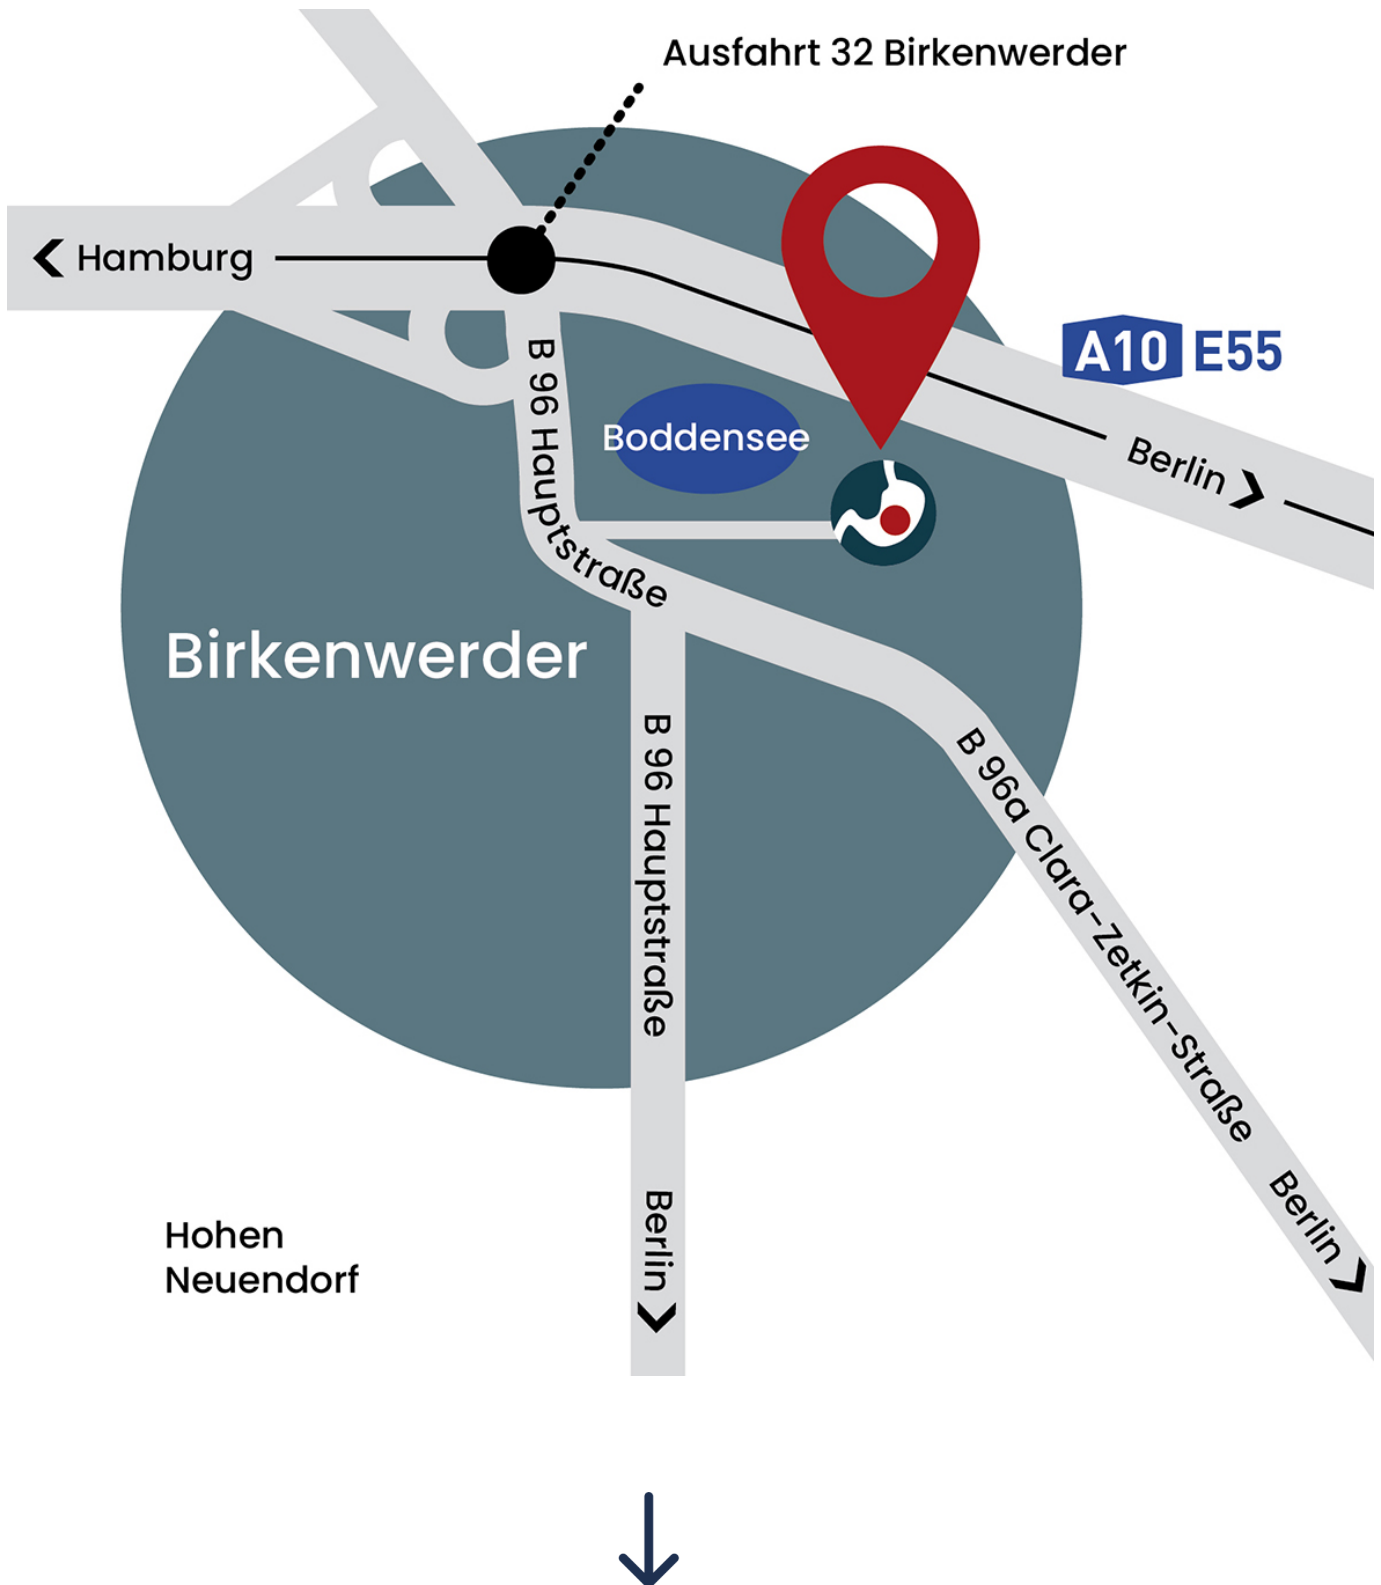 Ausfahrt 32 Birkenwerder
Hamburg
A10 E55
B 96 Hauptstraße
Boddensee
Berlin
Birkenwerder
B 96 Hauptstraße
B 96a Clara-Zetkin-Straße
Berlin
Berlin
Hohen
Neuendorf